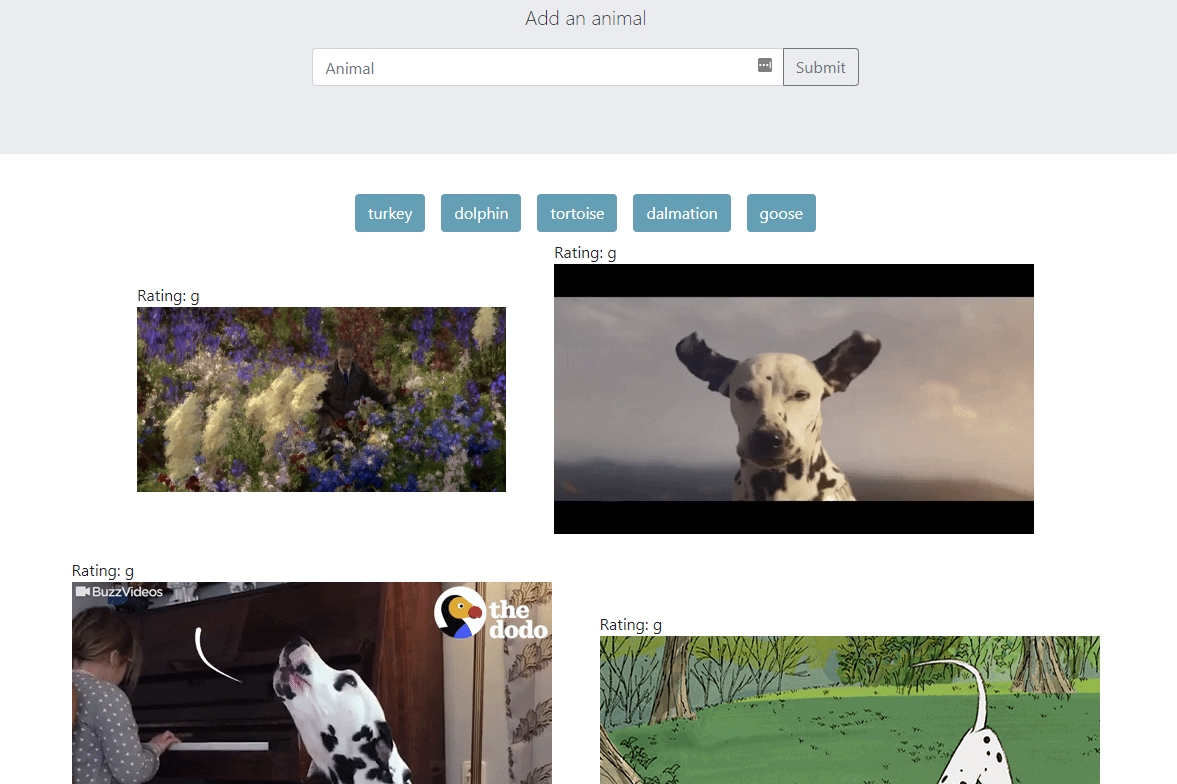 Add an animal
Animal
Submit
turkey
dolphin
tortoise
dalmation
goose
Rating: g
Rating: g
Rating: g
BuzzVideos
the
dodo
Rating: g